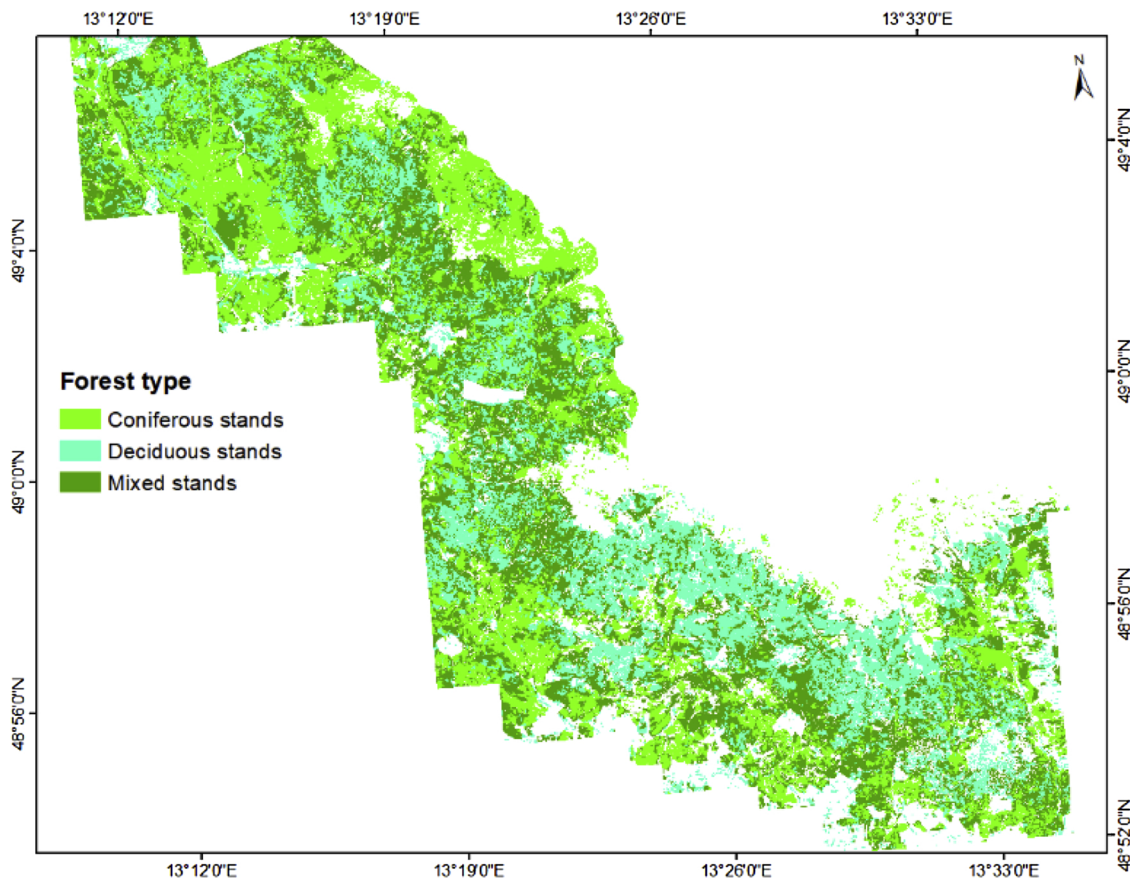 13°12'0"E 13°19'0"E 13°26'0"E 13°33'0"E
N
49°4'0"N
49°4'0"N
49°0'0"N
Forest type
Coniferous stands
Deciduous stands
Mixed stands
49°0'0"N
48°56'0"N
48°56'0"N
48°52'0"N
13°12'0"E 13°19'0"E 13°26'0"E 13°33'0"E